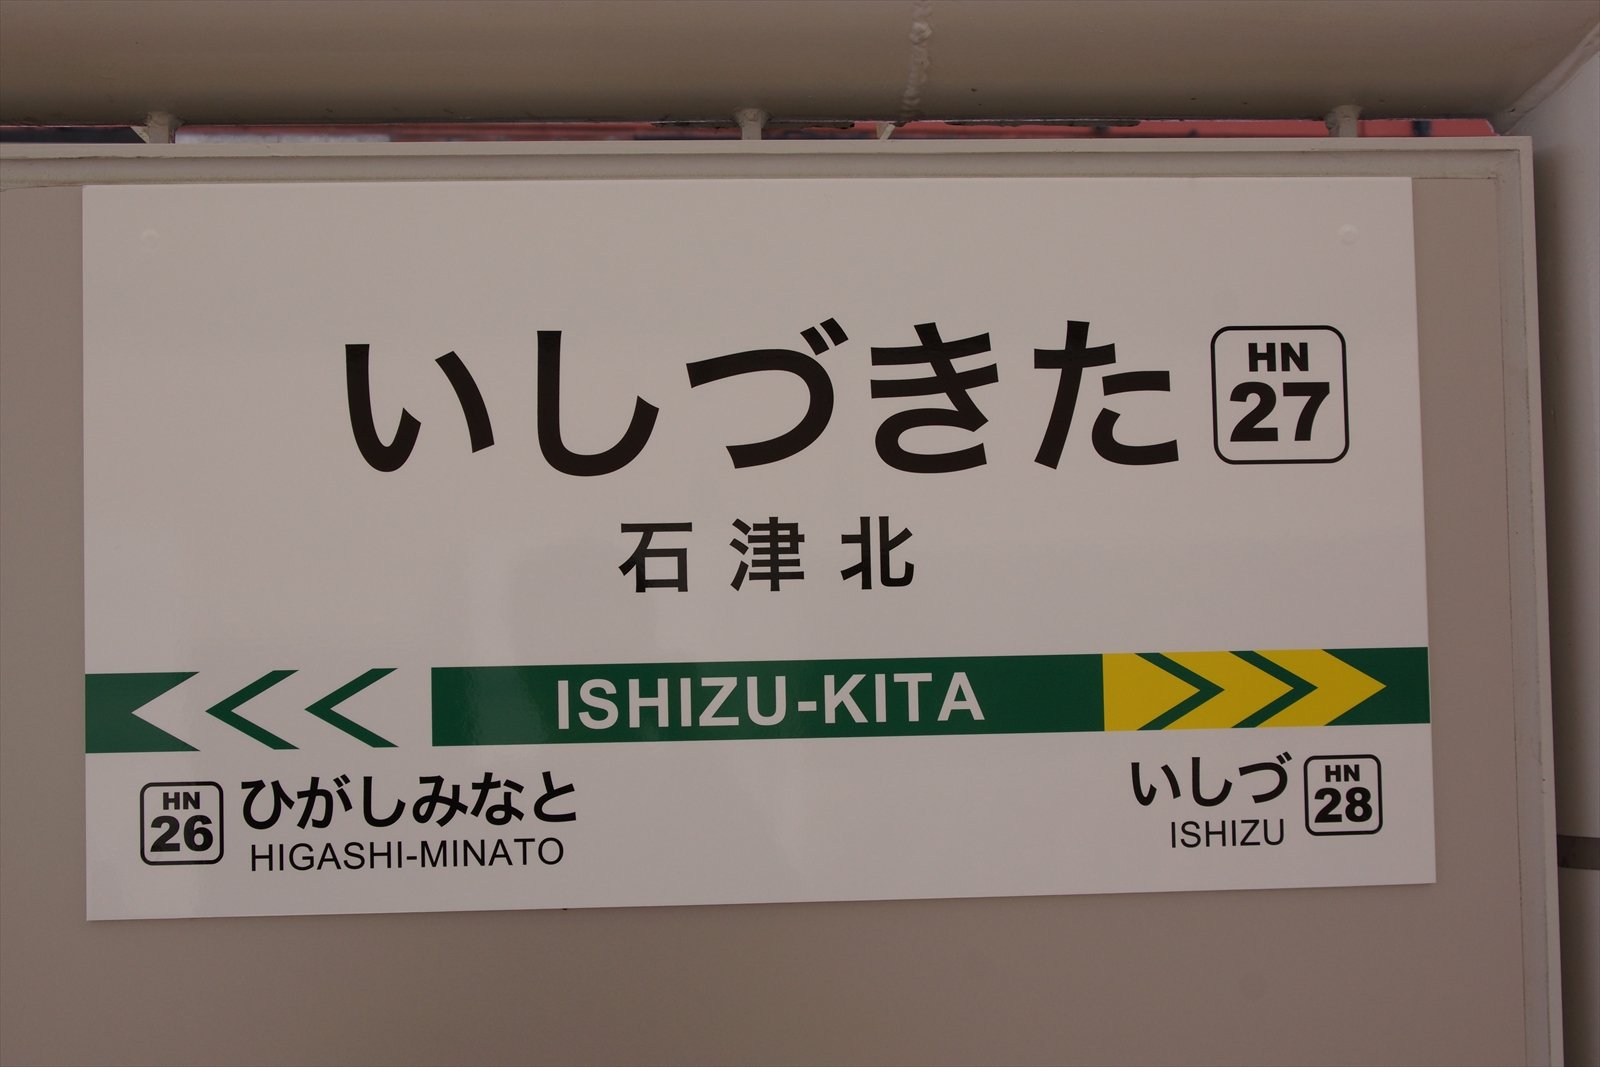 いしづきた HN 27
石津北
ISHIZU-KITA
HN 26 ひがしみなと
HIGASHI-MINATO
いしづ HN 28
ISHIZU